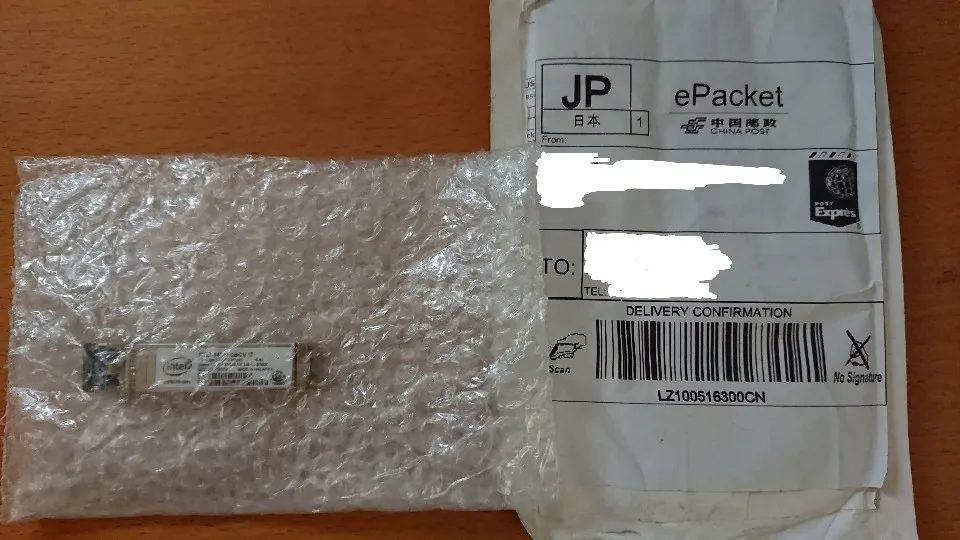 JP
日本
1
ePacket
中国邮政
CHINA POST
From:
POST
Exprès
TO:
TEL:
DELIVERY CONFIRMATION
Scan
No Signature
LZ100516300CN
intel